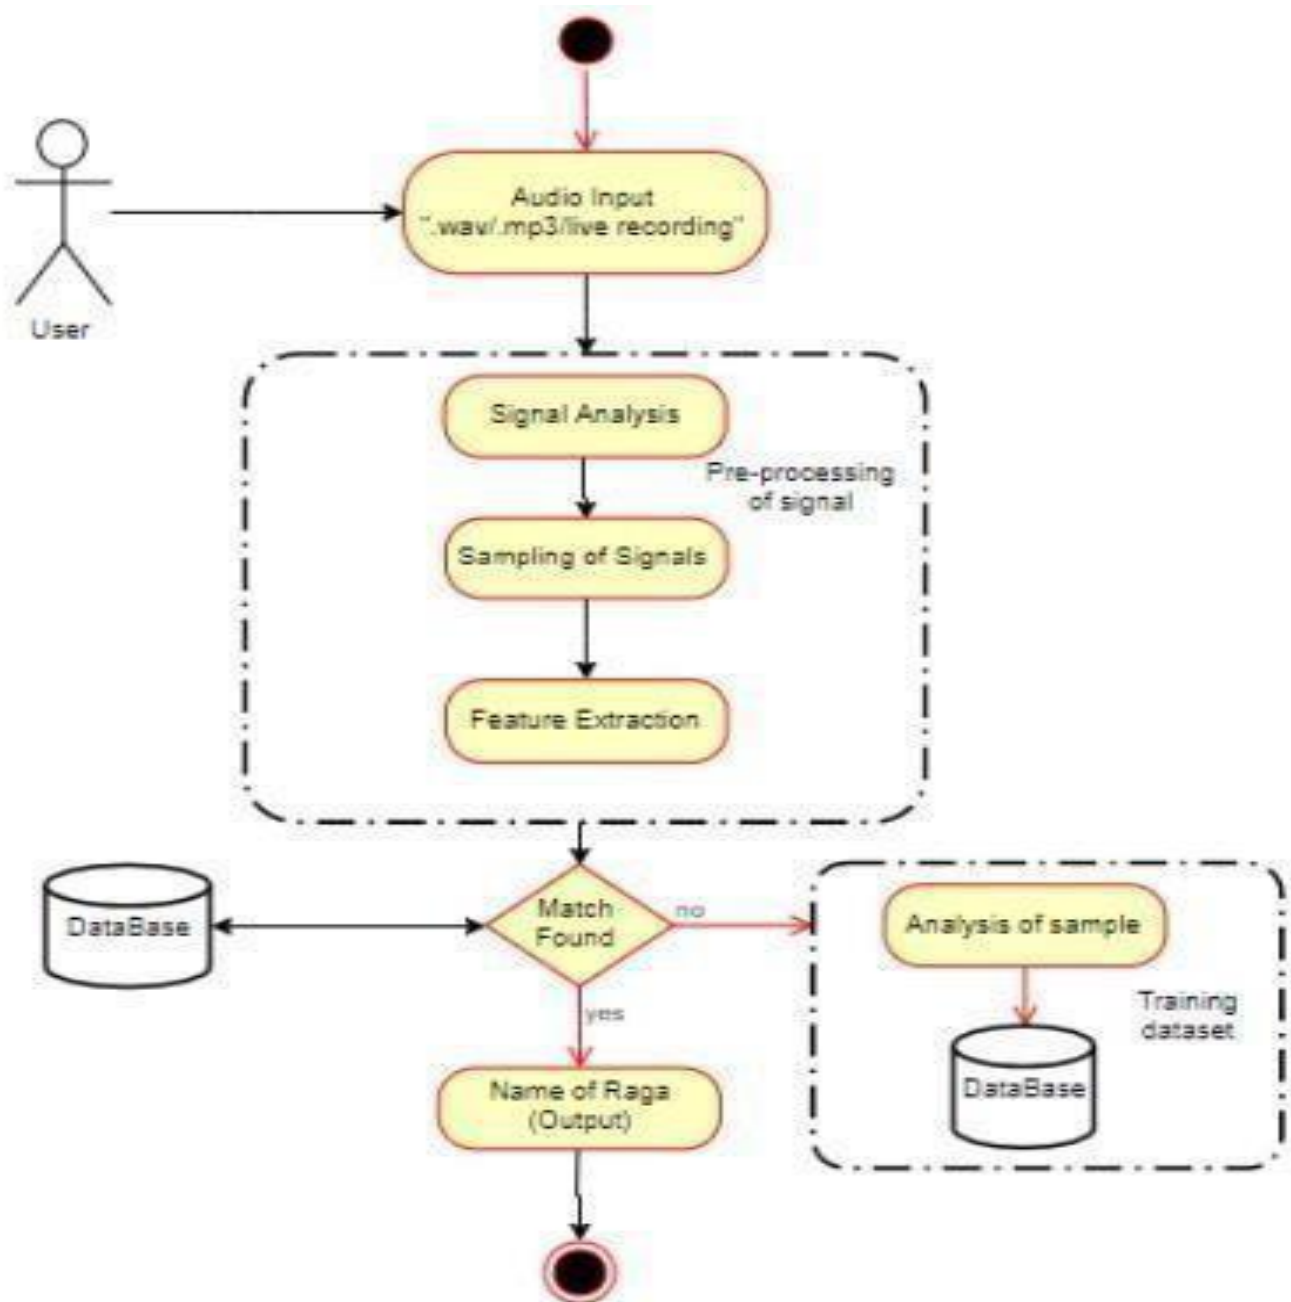 Audio Input
".wav/.mp3/live recording"
User
Signal Analysis
Pre-processing
of signal
Sampling of Signals
Feature Extraction
DataBase
Match
Found
no
Analysis of sample
Training
dataset
DataBase
yes
Name of Raga
(Output)